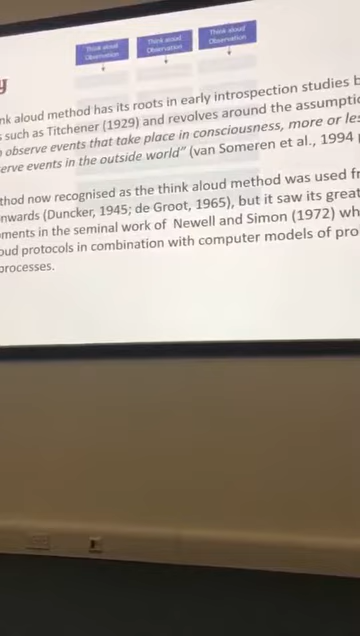 Think aloud
Observation
Think aloud
Observation
Think aloud
Observation
y
nk aloud method has its roots in early introspection studies b
s such as Titchener (1929) and revolves around the assumptio
o observe events that take place in consciousness, more or les
erve events in the outside world" (van Someren et al., 1994 p
thod now recognised as the think aloud method was used fr
nwards (Duncker, 1945; de Groot, 1965), but it saw its great
ments in the seminal work of Newell and Simon (1972) wh
oud protocols in combination with computer models of pro
processes.